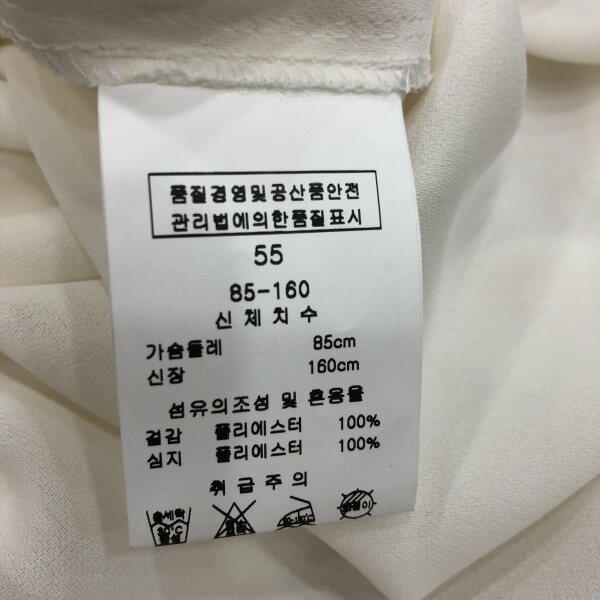 품질경영및공산품안전
관리법에의한품질표시
55
85-160
신체치수
가슴둘레 85cm
신장 160cm
섬유의조성 및 혼용율
겉감 폴리에스터 100%
심지 폴리에스터 100%
취급주의